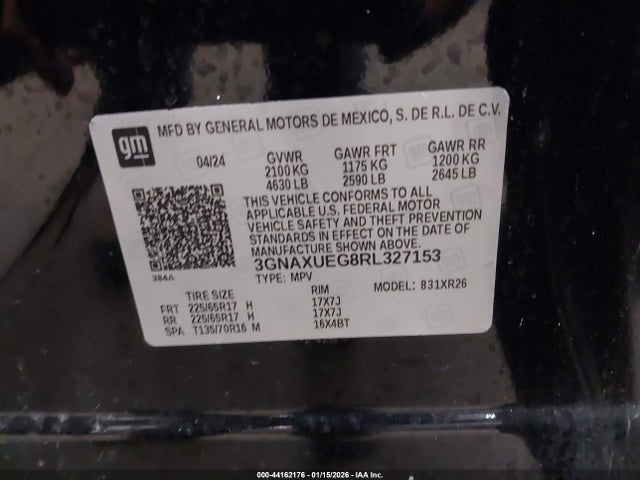 gm
MFD BY GENERAL MOTORS DE MEXICO, S. DE R.L. DE C.V.
04/24 GVWR GAWR FRT GAWR RR
2100 KG 1175 KG 1200 KG
4630 LB 2590 LB 2645 LB
THIS VEHICLE CONFORMS TO ALL
APPLICABLE U.S. FEDERAL MOTOR
VEHICLE SAFETY AND THEFT PREVENTION
STANDARDS IN EFFECT ON THE DATE OF
MANUFACTURE SHOWN ABOVE.
3GNAXUEG8RL327153
TYPE: MPV MODEL: 831XR26
384A
TIRE SIZE RIM
FRT 225/65R17 H 17X7J
RR 225/65R17 H 17X7J
SPA T135/70R16 M 16X4BT
000-44162176 - 01/15/2026 - IAA Inc.